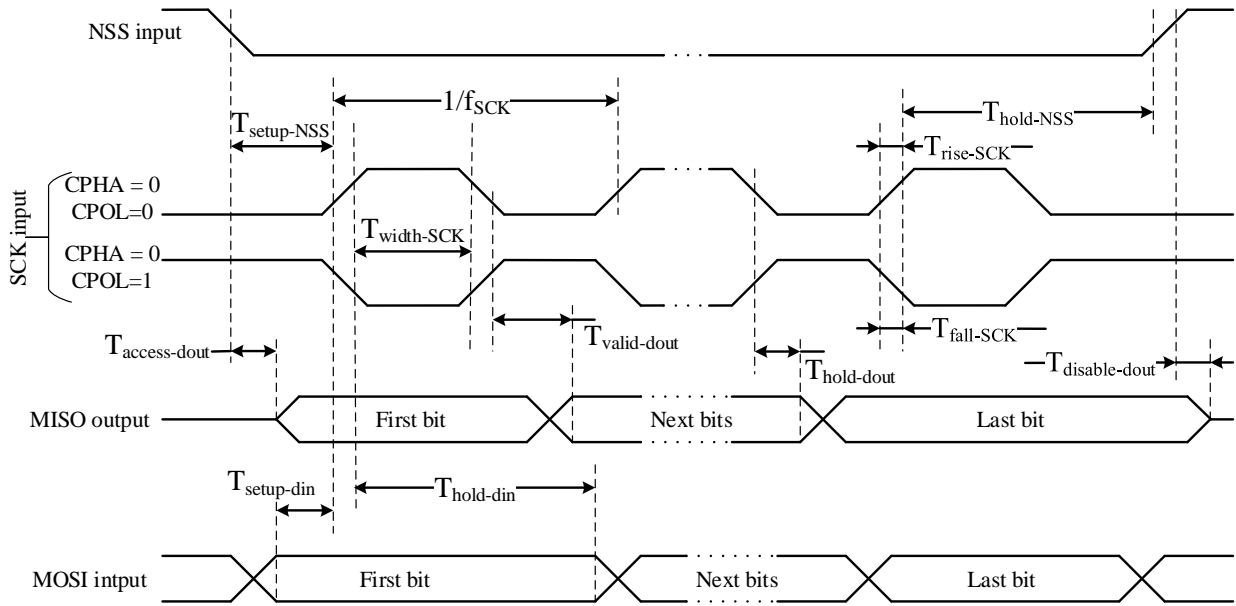 NSS input
1/fSCK
Tsetup-NSS
Thold-NSS
Trise-SCK
SCK input
CPHA = 0
CPOL=0
Twidth-SCK
CPHA = 0
CPOL=1
Tvalid-dout
Tfall-SCK
Taccess-dout
Thold-dout
Tdisable-dout
MISO output
First bit
Next bits
Last bit
Tsetup-din
Thold-din
MOSI intput
First bit
Next bits
Last bit